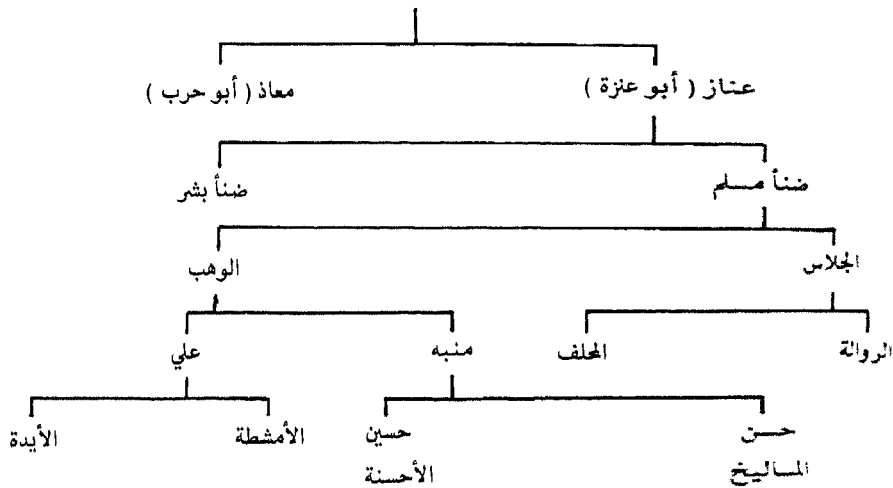 عناز ( أبو عنزة ) معاذ ( أبو حرب )
ضنأ مسلم ضنأ بشر
الجلاس الوهب
الروالة المحلف منبه علي
حسن حسين الأمشطة الأيدة
المساليخ الأحسنة